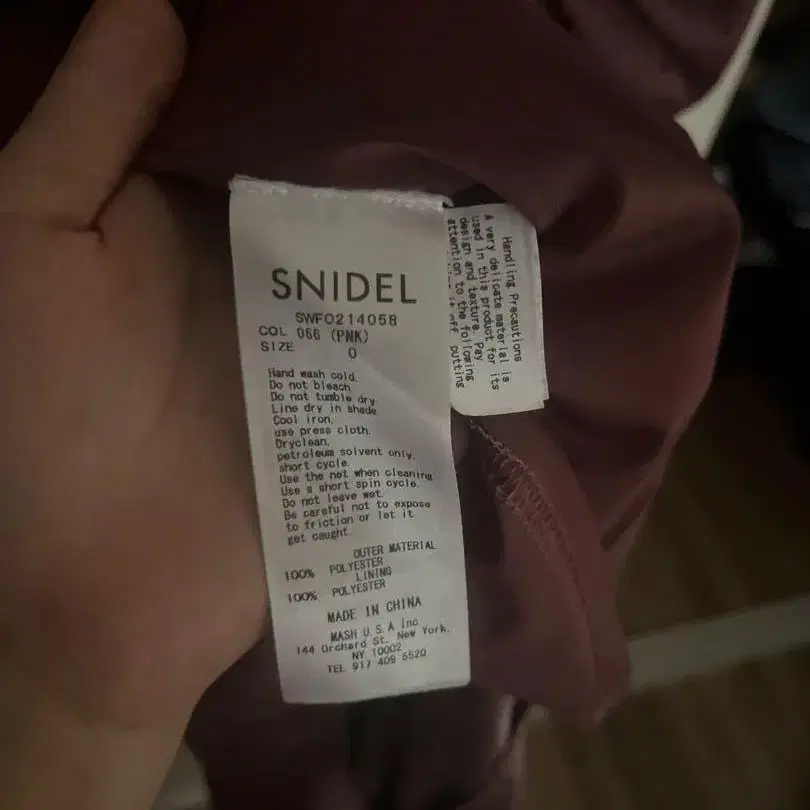 SNIDEL
SWFO214058
COL 066 (PNK)
SIZE 0
Hand wash cold.
Do not bleach.
Do not tumble dry.
Line dry in shade.
Cool iron.
use press cloth.
Dryclean.
petroleum solvent only.
short cycle.
Use the net when cleaning
Use a short spin cycle.
Do not leave wet.
Be careful not to expose
to friction or let it
get caught.
OUTER MATERIAL
100% POLYESTER
LINING
100% POLYESTER
MADE IN CHINA
MASH U S A Inc
144 Orchard St. New York.
NY 10002
TEL 917 409 5520
Handling Precautions
A very delicate material is
used in this product for its
design and texture. Pay
attention to the following
it off putting